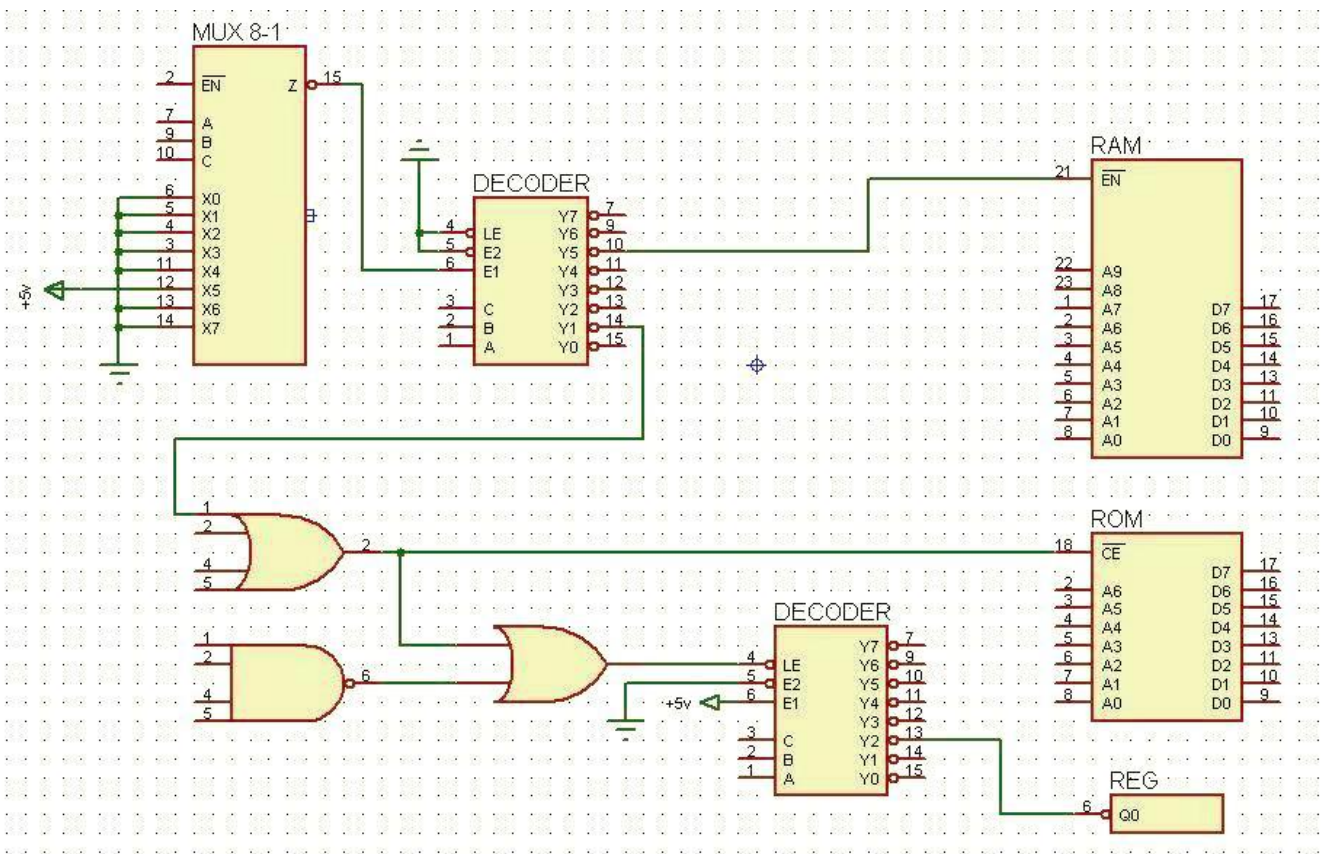 MUX 8-1
2 EN Z 15
7 A
9 B
10 C
6 X0
5 X1
4 X2
3 X3
11 X4
12 X5
13 X6
14 X7
+5v
DECODER
4 LE
5 E2
6 E1
3 C
2 B
1 A
Y7 7
Y6 9
Y5 10
Y4 11
Y3 12
Y2 13
Y1 14
Y0 15
RAM
21 EN
22 A9
23 A8
1 A7 D7 17
2 A6 D6 16
3 A5 D5 15
4 A4 D4 14
5 A3 D3 13
6 A2 D2 11
7 A1 D1 10
8 A0 D0 9
1
2
4
5
2
1
2
4
5
6
DECODER
4 LE
5 E2
+5v 6 E1
3 C
2 B
1 A
Y7 7
Y6 9
Y5 10
Y4 11
Y3 12
Y2 13
Y1 14
Y0 15
ROM
18 CE
D7 17
2 A6 D6 16
3 A5 D5 15
4 A4 D4 14
5 A3 D3 13
6 A2 D2 11
7 A1 D1 10
8 A0 D0 9
REG
6 Q0